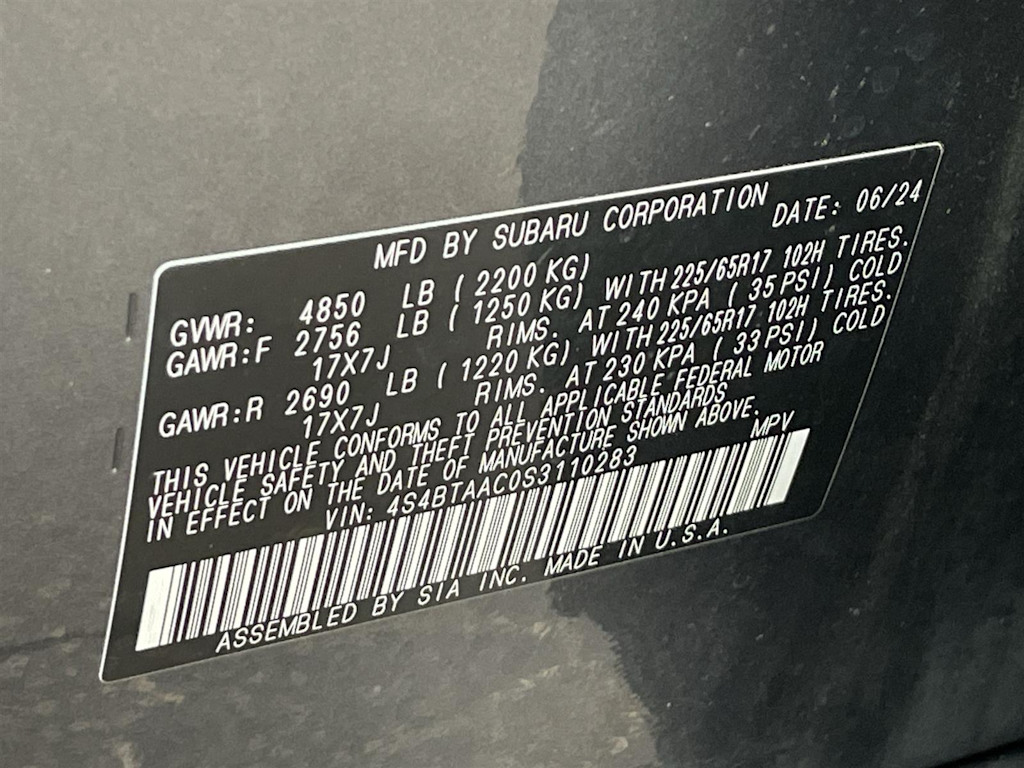 MFD BY SUBARU CORPORATION DATE: 06/24
GVWR: 4850 LB ( 2200 KG)
GAWR:F 2756 LB ( 1250 KG) WITH 225/65R17 102H TIRES.
17X7J RIMS. AT 240 KPA ( 35 PSI) COLD
GAWR:R 2690 LB ( 1220 KG) WITH 225/65R17 102H TIRES.
17X7J RIMS. AT 230 KPA ( 33 PSI) COLD
THIS VEHICLE CONFORMS TO ALL APPLICABLE FEDERAL MOTOR
VEHICLE SAFETY AND THEFT PREVENTION STANDARDS
IN EFFECT ON THE DATE OF MANUFACTURE SHOWN ABOVE.
VIN: 4S4BTAAC0S3110283 MPV
ASSEMBLED BY SIA INC. MADE IN U.S.A.